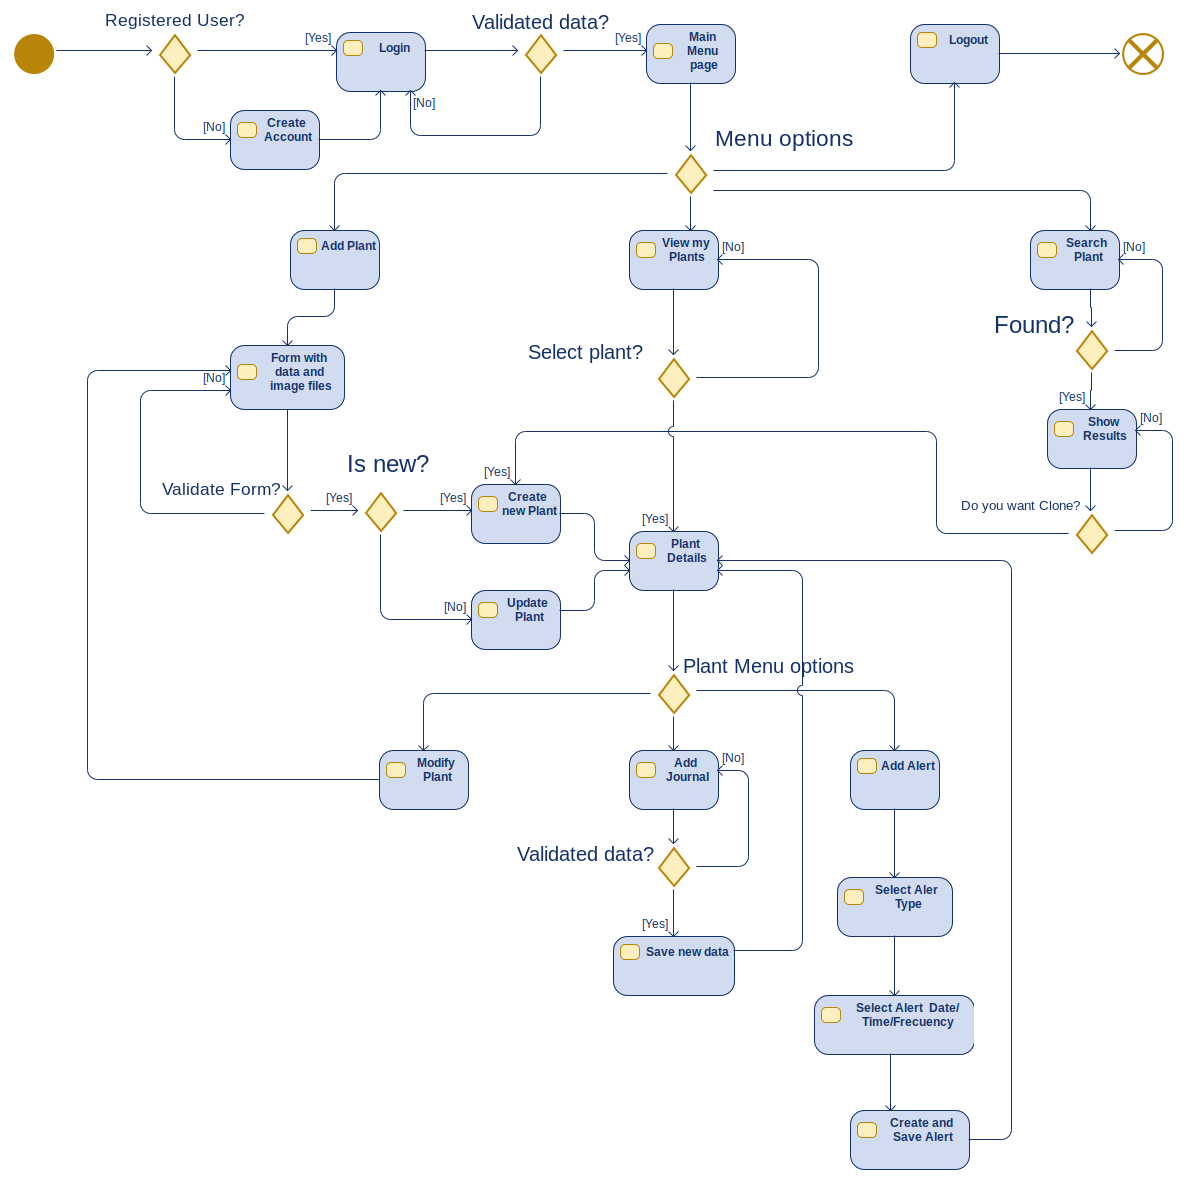 Registered User?
Validated data?
[Yes]
Login
[Yes]
Main
Menu
page
Logout
[No]
Create
Account
[No]
Menu options
Add Plant
View my
Plants
[No]
Search
Plant
[No]
Found?
Select plant?
Form with
data and
image files
[No]
[Yes]
Show
Results
[No]
Is new?
Validate Form?
[Yes]
[Yes]
[Yes]
Create
new Plant
Do you want Clone?
[Yes]
Plant
Details
[No]
Update
Plant
Plant Menu options
Modify
Plant
Add
Journal
[No]
Add Alert
Validated data?
Select Aler
Type
[Yes]
Save new data
Select Alert  Date/
Time/Frecuency
Create and
Save Alert